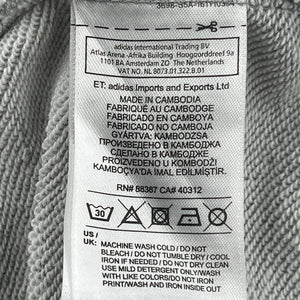 adidas International Trading BV
Atlas Arena -Afrika Building Hoogoorddreef 9a
1101 BA Amsterdam ZO The Netherlands
VAT NO. NL 8073.01.322.B.01
ET: adidas Imports and Exports Ltd
MADE IN CAMBODIA
FABRIQUÉ AU CAMBODGE
FABRICADO EN CAMBOYA
FABRICADO NO CAMBOJA
GYÁRTVA: KAMBODZSA
ПРОИЗВЕДЕНО В КАМБОДЖА
СДЕЛАНО В КАМБОДЖЕ
PROIZVEDENO U KOMBODŽI
KAMBOÇYA'DA İMAL EDİLMİŞTİR.
RN# 88387 CA# 40312
30
US /
UK: MACHINE WASH COLD / DO NOT
BLEACH / DO NOT TUMBLE DRY / COOL
IRON IF NEEDED / DO NOT DRY CLEAN
USE MILD DETERGENT ONLY/WASH
WITH LIKE COLORS/DO NOT IRON
PRINT/WASH AND IRON INSIDE OUT